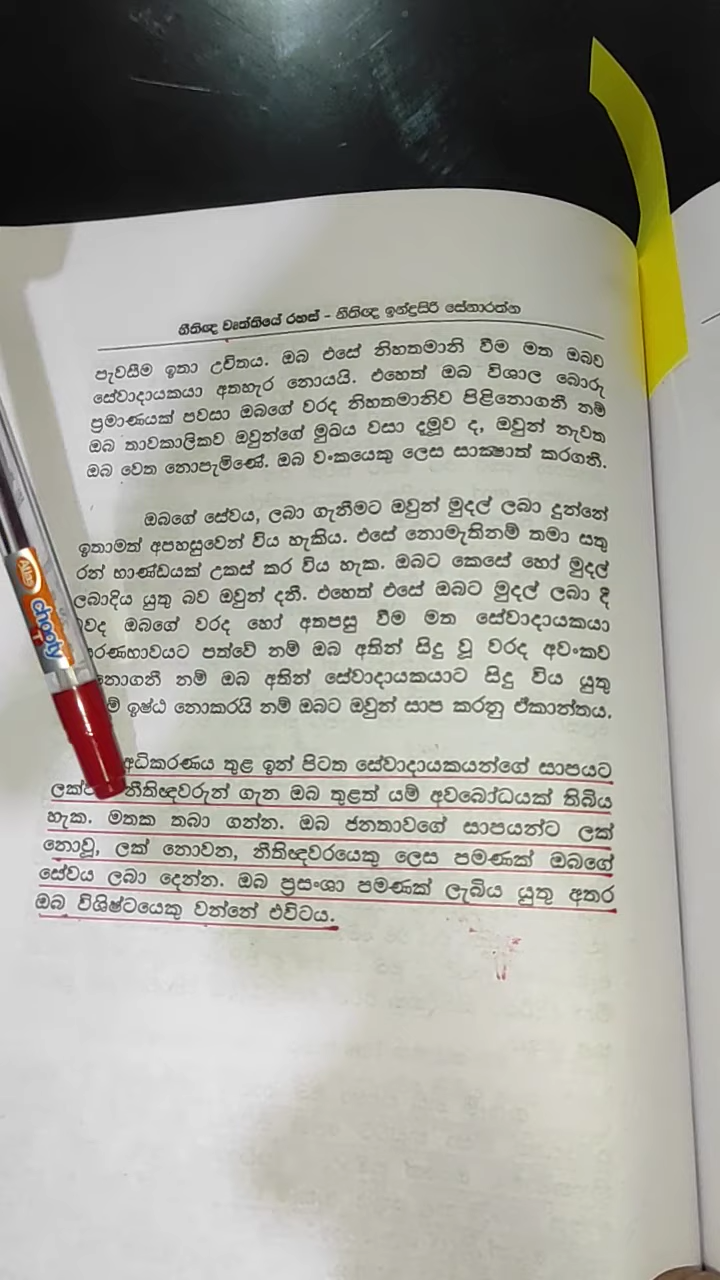 නීතිඥ වෘත්තියේ රහස් - නීතිඥ ඉන්ද්‍රසිරි සේනාරත්න
පැවසීම ඉතා උචිතය. ඔබ එසේ නිහතමානි වීම මත ඔබව
සේවාදායකයා අතහැර නොයයි. එහෙත් ඔබ විශාල බොරු
ප්‍රමාණයක් පවසා ඔබගේ වරද නිහතමානිව පිළිනොගනී නම්
ඔබ තාවකාලිකව ඔවුන්ගේ මුඛය වසා දමූව ද, ඔවුන් නැවත
ඔබ වෙත නොපැමිණේ. ඔබ වංකයෙකු ලෙස සාක්‍ෂාත් කරගනී.
ඔබගේ සේවය, ලබා ගැනීමට ඔවුන් මුදල් ලබා දුන්නේ
ඉතාමත් අපහසුවෙන් විය හැකිය. එසේ නොමැතිනම් තමා සතු
රන් භාණ්ඩයක් උකස් කර විය හැක. ඔබට කෙසේ හෝ මුදල්
ලබාදිය යුතු බව ඔවුන් දනී. එහෙත් එසේ ඔබට මුදල් ලබා දී
ඔබගේ වරද හෝ අතපසු වීම මත සේවාදායකයා
පත්වේ නම් ඔබ අතින් සිදු වූ වරද අවංකව
නම් ඔබ අතින් සේවාදායකයාට සිදු විය යුතු
ඉෂ්ඨ නොකරයි නම් ඔබට ඔවුන් සාප කරනු ඒකාන්තය.
අධිකරණය තුළ ඉන් පිටත සේවාදායකයන්ගේ සාපයට
නීතිඥවරුන් ගැන ඔබ තුළත් යම් අවබෝධයක් තිබිය
හැක. මතක තබා ගන්න. ඔබ ජනතාවගේ සාපයන්ට ලක්
නොවූ, ලක් නොවන, නීතිඥවරයෙකු ලෙස පමණක් ඔබගේ
සේවය ලබා දෙන්න. ඔබ ප්‍රසංශා පමණක් ලැබිය යුතු අතර
ඔබ විශිෂ්ටයෙකු වන්නේ එවිටය.